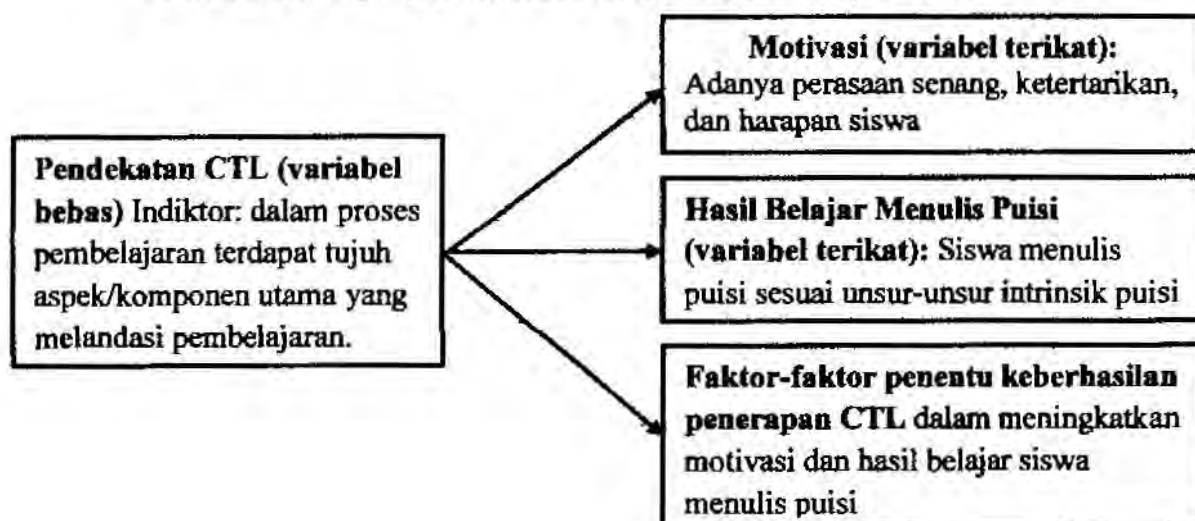 Pendekatan CTL (variabel
bebas) Indiktor: dalam proses
pembelajaran terdapat tujuh
aspek/komponen utama yang
melandasi pembelajaran.
Motivasi (variabel terikat):
Adanya perasaan senang, ketertarikan,
dan harapan siswa
Hasil Belajar Menulis Puisi
(variabel terikat): Siswa menulis
puisi sesuai unsur-unsur intrinsik puisi
Faktor-faktor penentu keberhasilan
penerapan CTL dalam meningkatkan
motivasi dan hasil belajar siswa
menulis puisi